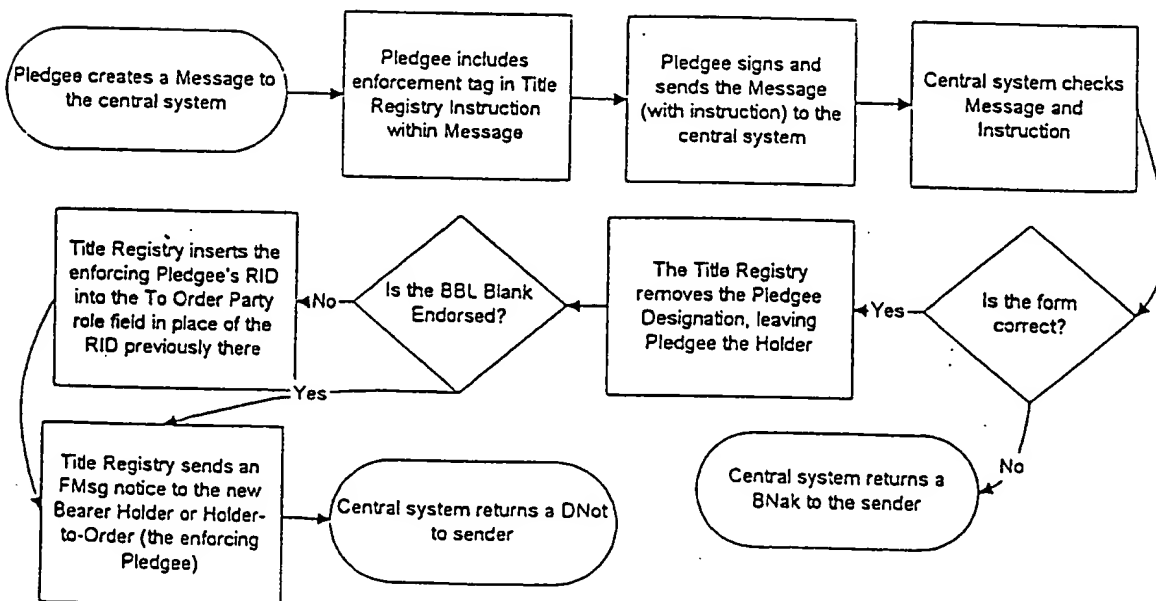 Pledgee creates a Message to
the central system
Pledgee includes
enforcement tag in Title
Registry Instruction
within Message
Pledgee signs and
sends the Message
(with instruction) to the
central system
Central system checks
Message and
Instruction
Is the form
correct?
Yes
No
Central system returns a
BNak to the sender
The Title Registry
removes the Pledgee
Designation, leaving
Pledgee the Holder
Is the BBL Blank
Endorsed?
No
Yes
Title Registry inserts the
enforcing Pledgee's RID
into the To Order Party
role field in place of the
RID previously there
Title Registry sends an
FMsg notice to the new
Bearer Holder or Holder-
to-Order (the enforcing
Pledgee)
Central system returns a DNot
to sender